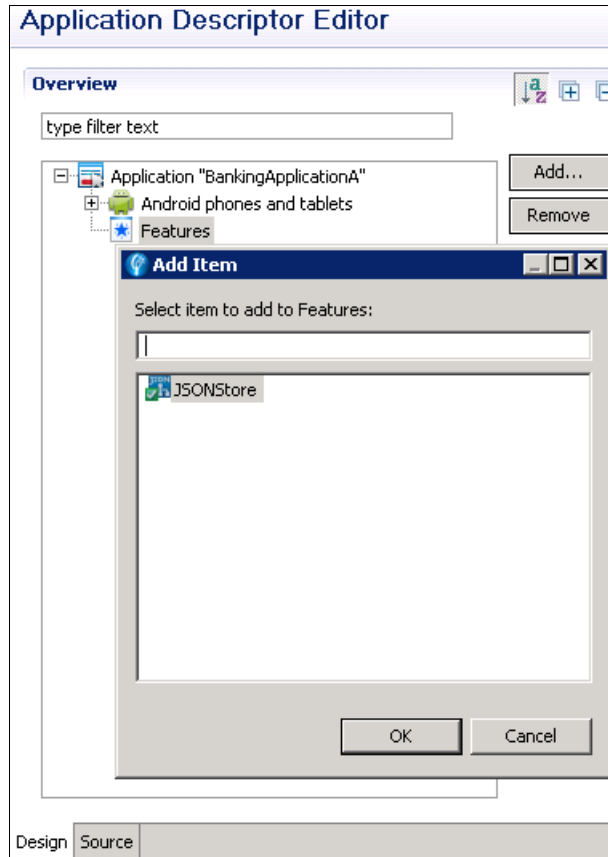 Application Descriptor Editor
Overview
type filter text
Application "BankingApplicationA"
Add...
Android phones and tablets
Remove
Features
Add Item
Select item to add to Features:
JSONStore
OK Cancel
Design Source